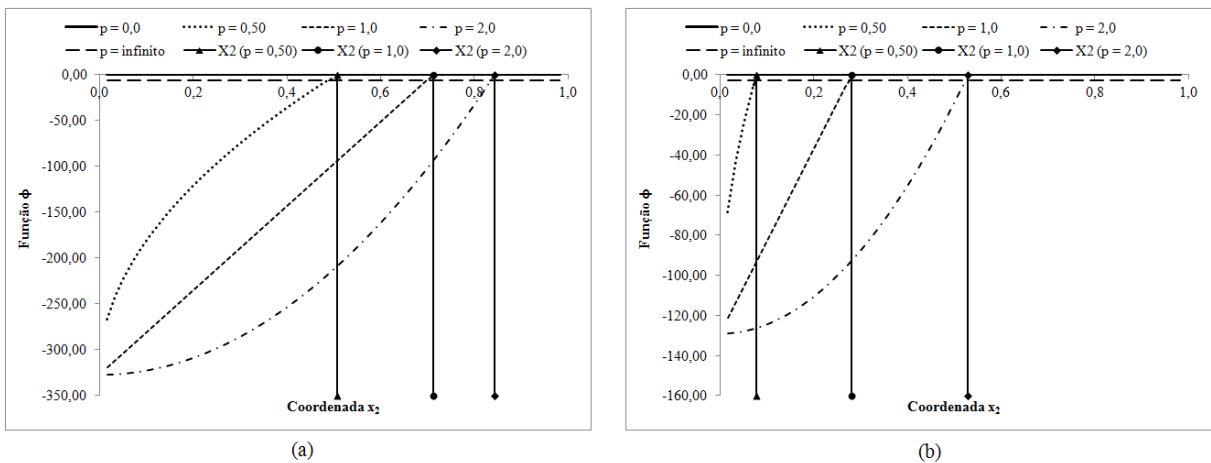 p = 0,0
p = 0,50
p = 1,0
p = 2,0
p = infinito
X2 (p = 0,50)
X2 (p = 1,0)
X2 (p = 2,0)
0,00
-50,00
-100,00
-150,00
-200,00
-250,00
-300,00
-350,00
0,0
0,2
0,4
0,6
0,8
1,0
Função ϕ
Coordenada x₂
(a)
p = 0,0
p = 0,50
p = 1,0
p = 2,0
p = infinito
X2 (p = 0,50)
X2 (p = 1,0)
X2 (p = 2,0)
0,00
-20,00
-40,00
-60,00
-80,00
-100,00
-120,00
-140,00
-160,00
0,0
0,2
0,4
0,6
0,8
1,0
Função ϕ
Coordenada x₂
(b)